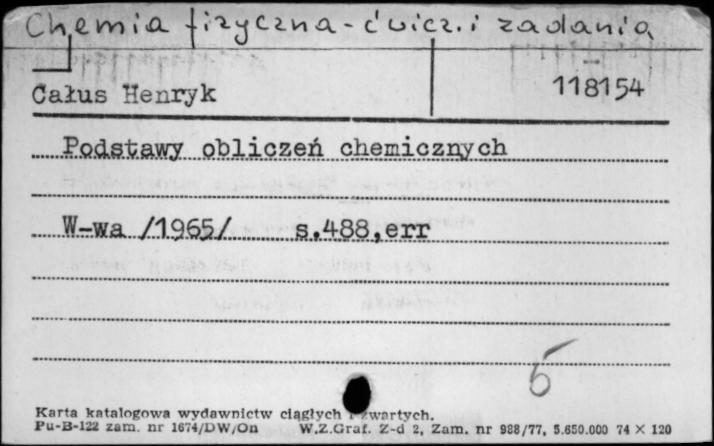 Chemia fizyczna - ćwicz. i zadania
Całus Henryk 118154
Podstawy obliczeń chemicznych
W-wa /1965/ s.488,err
5
Karta katalogowa wydawnictw ciągłych i zwartych.
Pu-B-122 zam. nr 1674/DW/On W.Z.Graf. Z-d 2, Zam. nr 988/77, 5.650.000 74 × 120